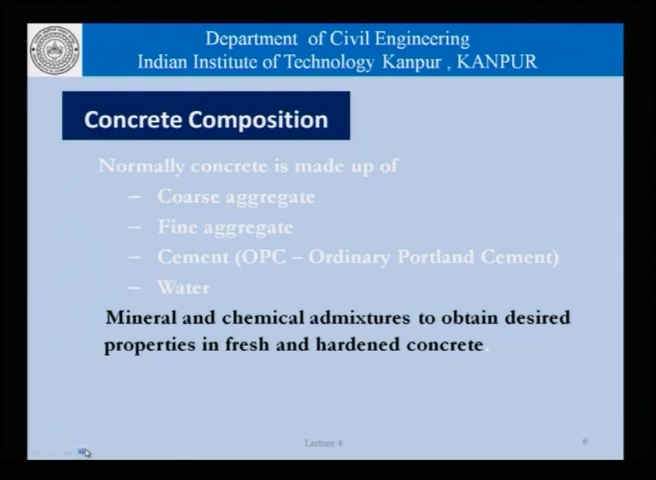 Department of Civil Engineering
Indian Institute of Technology Kanpur , KANPUR
Concrete Composition
Normally concrete is made up of
– Coarse aggregate
– Fine aggregate
– Cement (OPC – Ordinary Portland Cement)
– Water
Mineral and chemical admixtures to obtain desired
properties in fresh and hardened concrete.
Lecture 4
6